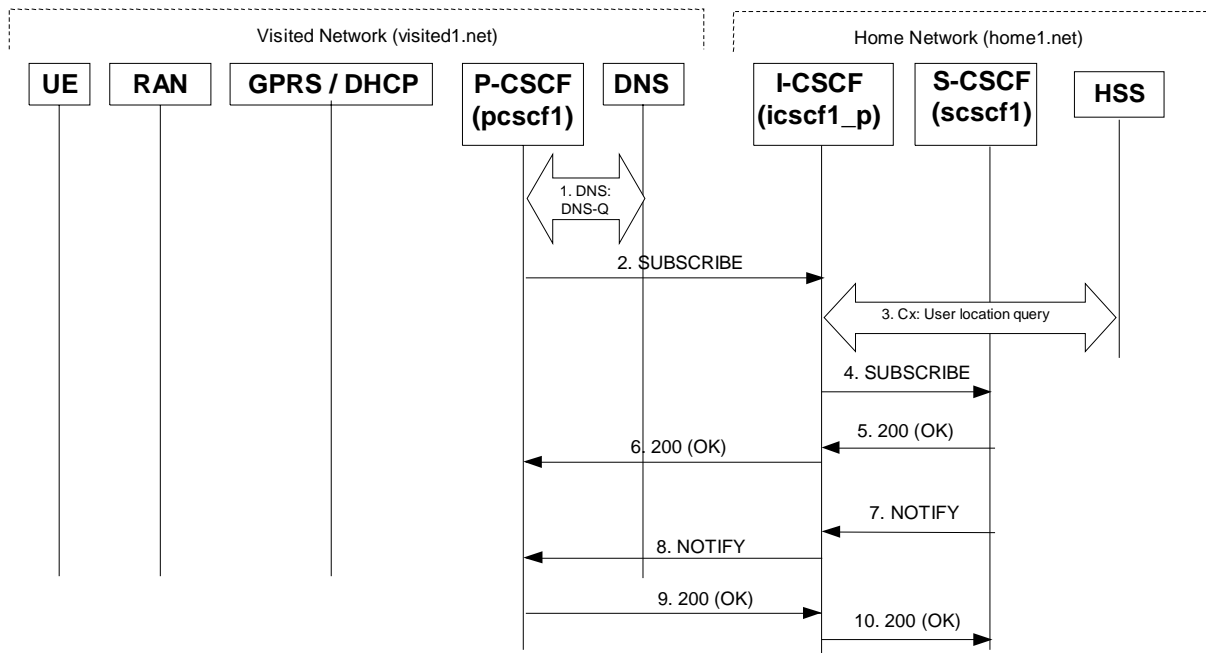 Visited Network (visited1.net)
Home Network (home1.net)
UE
RAN
GPRS / DHCP
P-CSCF
(pcscf1)
DNS
I-CSCF
(icscf1_p)
S-CSCF
(scscf1)
HSS
1. DNS:
DNS-Q
2. SUBSCRIBE
3. Cx: User location query
4. SUBSCRIBE
5. 200 (OK)
6. 200 (OK)
7. NOTIFY
8. NOTIFY
9. 200 (OK)
10. 200 (OK)